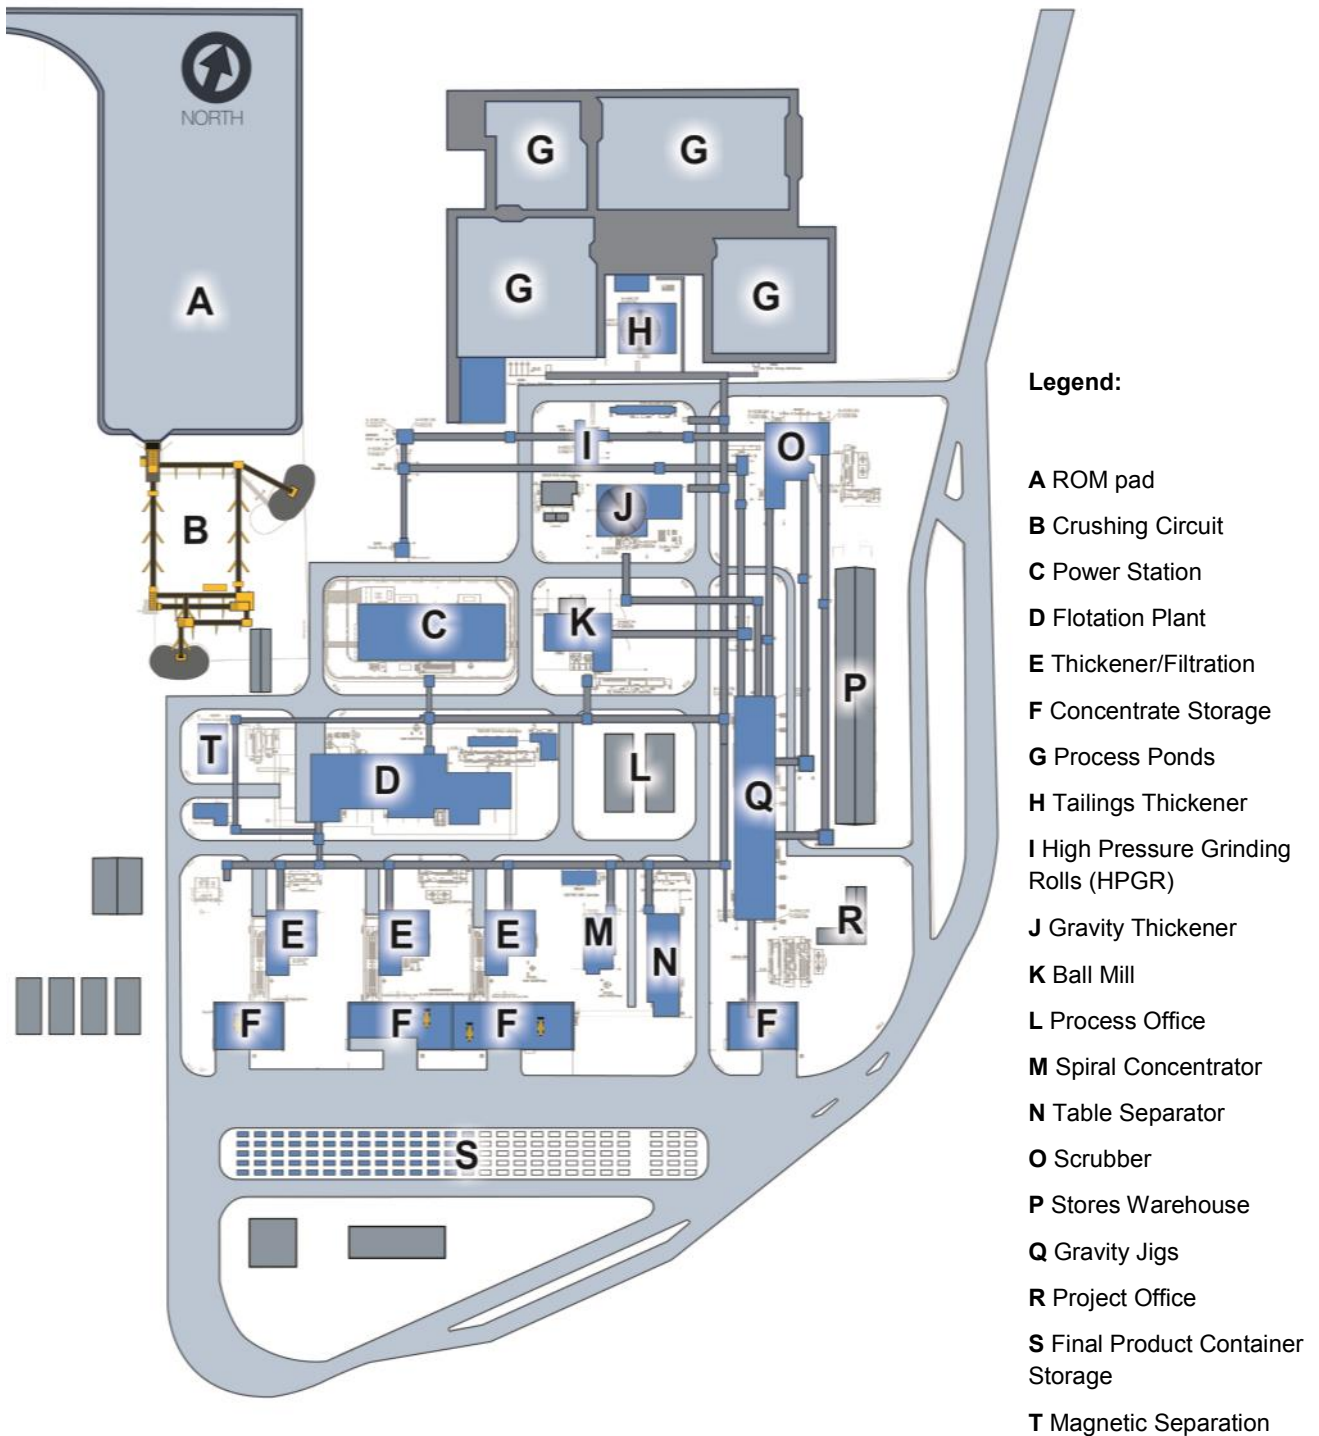 NORTH
G
G
G
G
A
H
I
O
J
B
C
K
P
T
D
L
Q
E
E
E
M
N
R
F
F
F
F
S
Legend:
A ROM pad
B Crushing Circuit
C Power Station
D Flotation Plant
E Thickener/Filtration
F Concentrate Storage
G Process Ponds
H Tailings Thickener
I High Pressure Grinding
Rolls (HPGR)
J Gravity Thickener
K Ball Mill
L Process Office
M Spiral Concentrator
N Table Separator
O Scrubber
P Stores Warehouse
Q Gravity Jigs
R Project Office
S Final Product Container
Storage
T Magnetic Separation